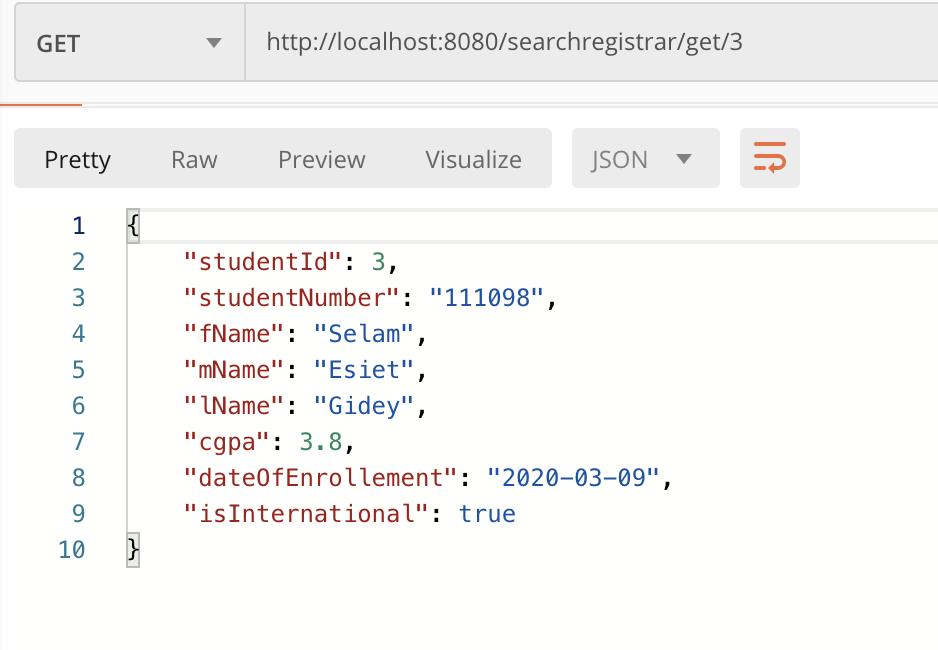 GET http://localhost:8080/searchregistrar/get/3
Pretty Raw Preview Visualize JSON
1 {
2 "studentId": 3,
3 "studentNumber": "111098",
4 "fName": "Selam",
5 "mName": "Esiet",
6 "lName": "Gidey",
7 "cgpa": 3.8,
8 "dateOfEnrollement": "2020-03-09",
9 "isInternational": true
10 }